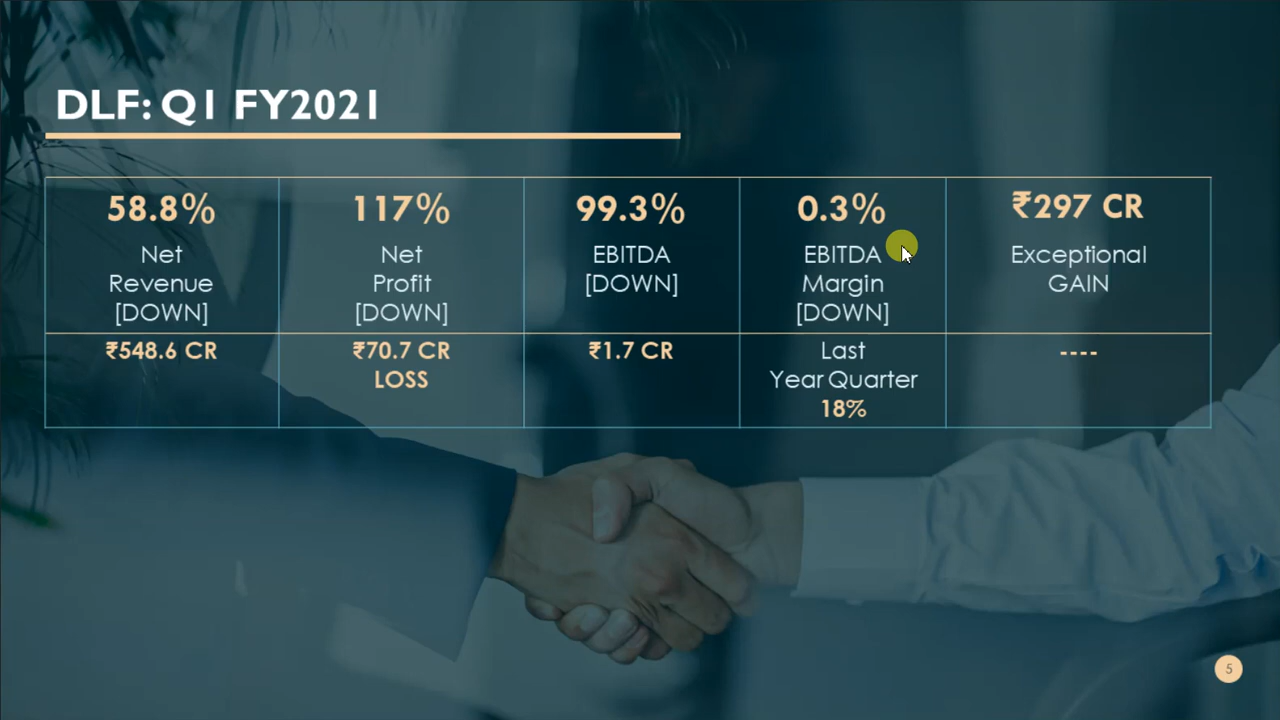 DLF: Q1 FY2021
58.8%
Net
Revenue
[DOWN]
117%
Net
Profit
[DOWN]
99.3%
EBITDA
[DOWN]
0.3%
EBITDA
Margin
[DOWN]
₹297 CR
Exceptional
GAIN
₹548.6 CR
₹70.7 CR
LOSS
₹1.7 CR
Last
Year Quarter
18%
----
5